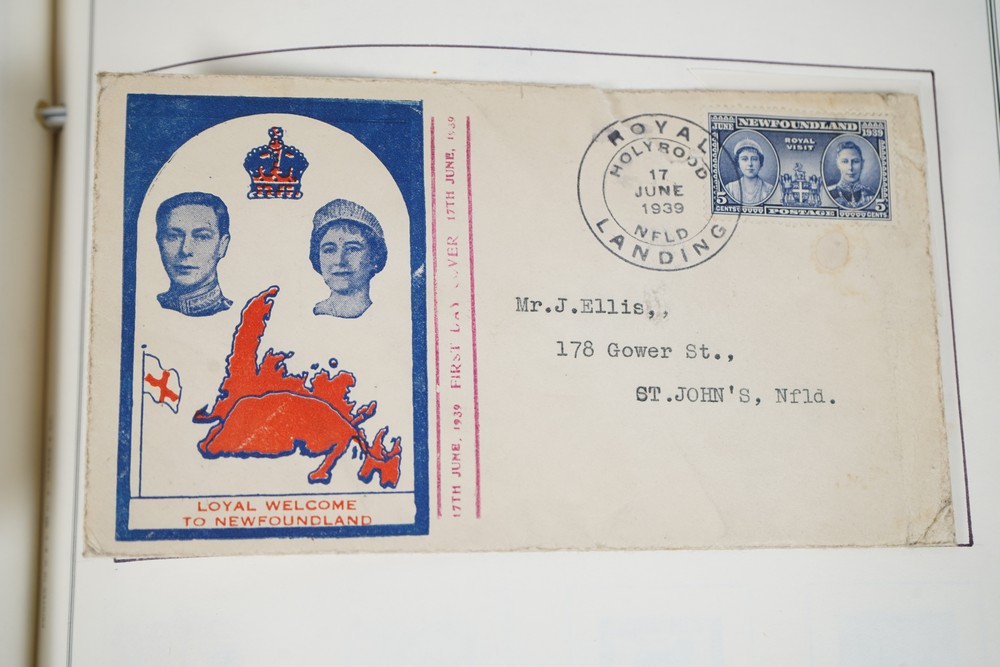 LOYAL WELCOME
TO NEWFOUNDLAND
17TH JUNE, 1939 FIRST DAY COVER 17TH JUNE, 1939
ROYAL
HOLYROOD
17
JUNE
1939
NFLD
LANDING
JUNE NEWFOUNDLAND 1939
ROYAL
VISIT
5 CENTS POSTAGE 5 CENTS
Mr.J.Ellis,,
178 Gower St.,
ST.JOHN'S, Nfld.